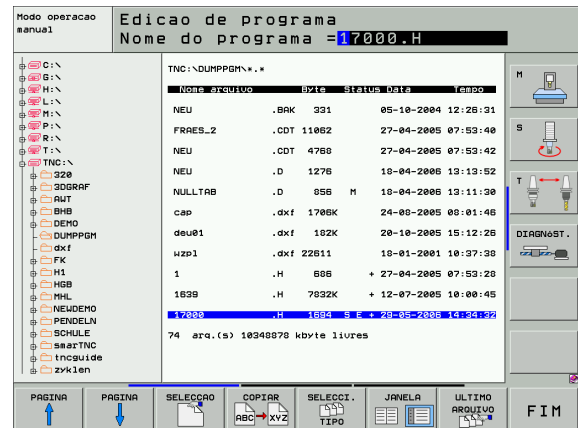 Modo operacao
manual
Edicao de programa
Nome do programa =17000.H
C:\
G:\
H:\
L:\
M:\
P:\
R:\
T:\
TNC:\
320
3DGRAF
AWT
BHB
DEMO
DUMPPGM
dxf
FK
H1
HGB
MHL
NEWDEMO
PENDELN
SCHULE
smarTNC
tncguide
zyklen
TNC:\DUMPPGM\*.*
Nome arquivo Byte Status Data Tempo
NEU .BAK 331 05-10-2004 12:26:31
FRAES_2 .CDT 11062 27-04-2005 07:53:40
NEU .CDT 4768 27-04-2005 07:53:42
NEU .D 1276 18-04-2006 13:13:52
NULLTAB .D 856 M 18-04-2006 13:11:30
cap .dxf 1706K 24-08-2005 08:01:46
deu01 .dxf 182K 20-10-2005 15:12:26
wzpl .dxf 22611 18-01-2001 10:37:38
1 .H 686 + 27-04-2005 07:53:28
1639 .H 7832K + 12-07-2005 10:00:45
17000 .H 1694 S E + 29-05-2006 14:34:32
74 arq.(s) 10348878 kbyte livres
M
S
T
DIAGNóST.
PAGINA
PAGINA
SELECCAO
COPIAR
ABC XYZ
SELECCI.
TIPO
JANELA
ULTIMO
ARQUIVO
FIM